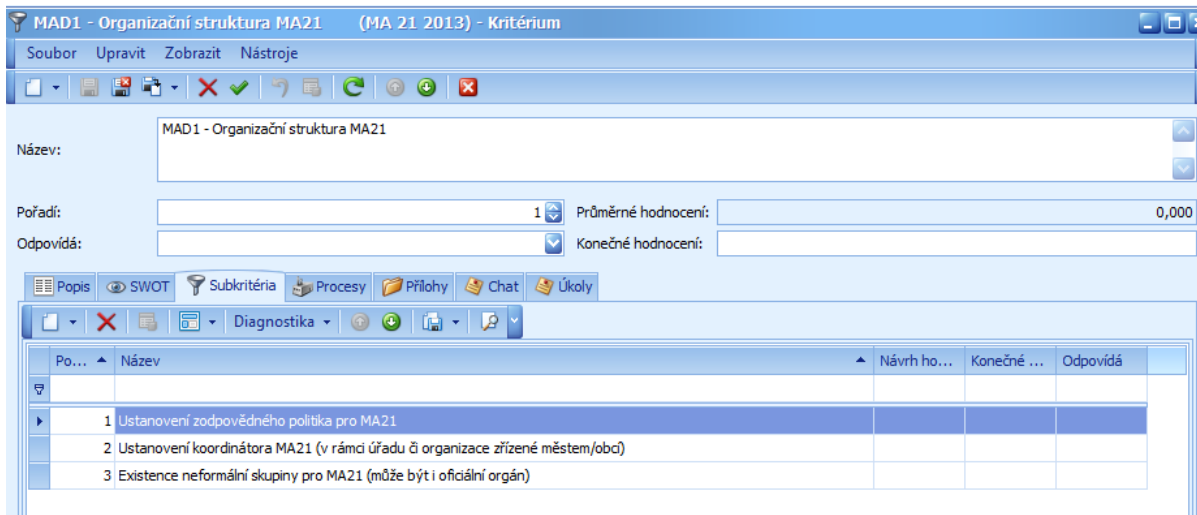 MAD1 - Organizační struktura MA21 (MA 21 2013) - Kritérium
Soubor Upravit Zobrazit Nástroje
MAD1 - Organizační struktura MA21
Název:
Pořadí: 1 Průměrné hodnocení: 0,000
Odpovídá: Konečné hodnocení:
Popis SWOT Subkritéria Procesy Přílohy Chat Úkoly
Diagnostika
Po... Název Návrh ho... Konečné ... Odpovídá
1 Ustanovení zodpovědného politika pro MA21
2 Ustanovení koordinátora MA21 (v rámci úřadu či organizace zřízené městem/obcí)
3 Existence neformální skupiny pro MA21 (může být i oficiální orgán)